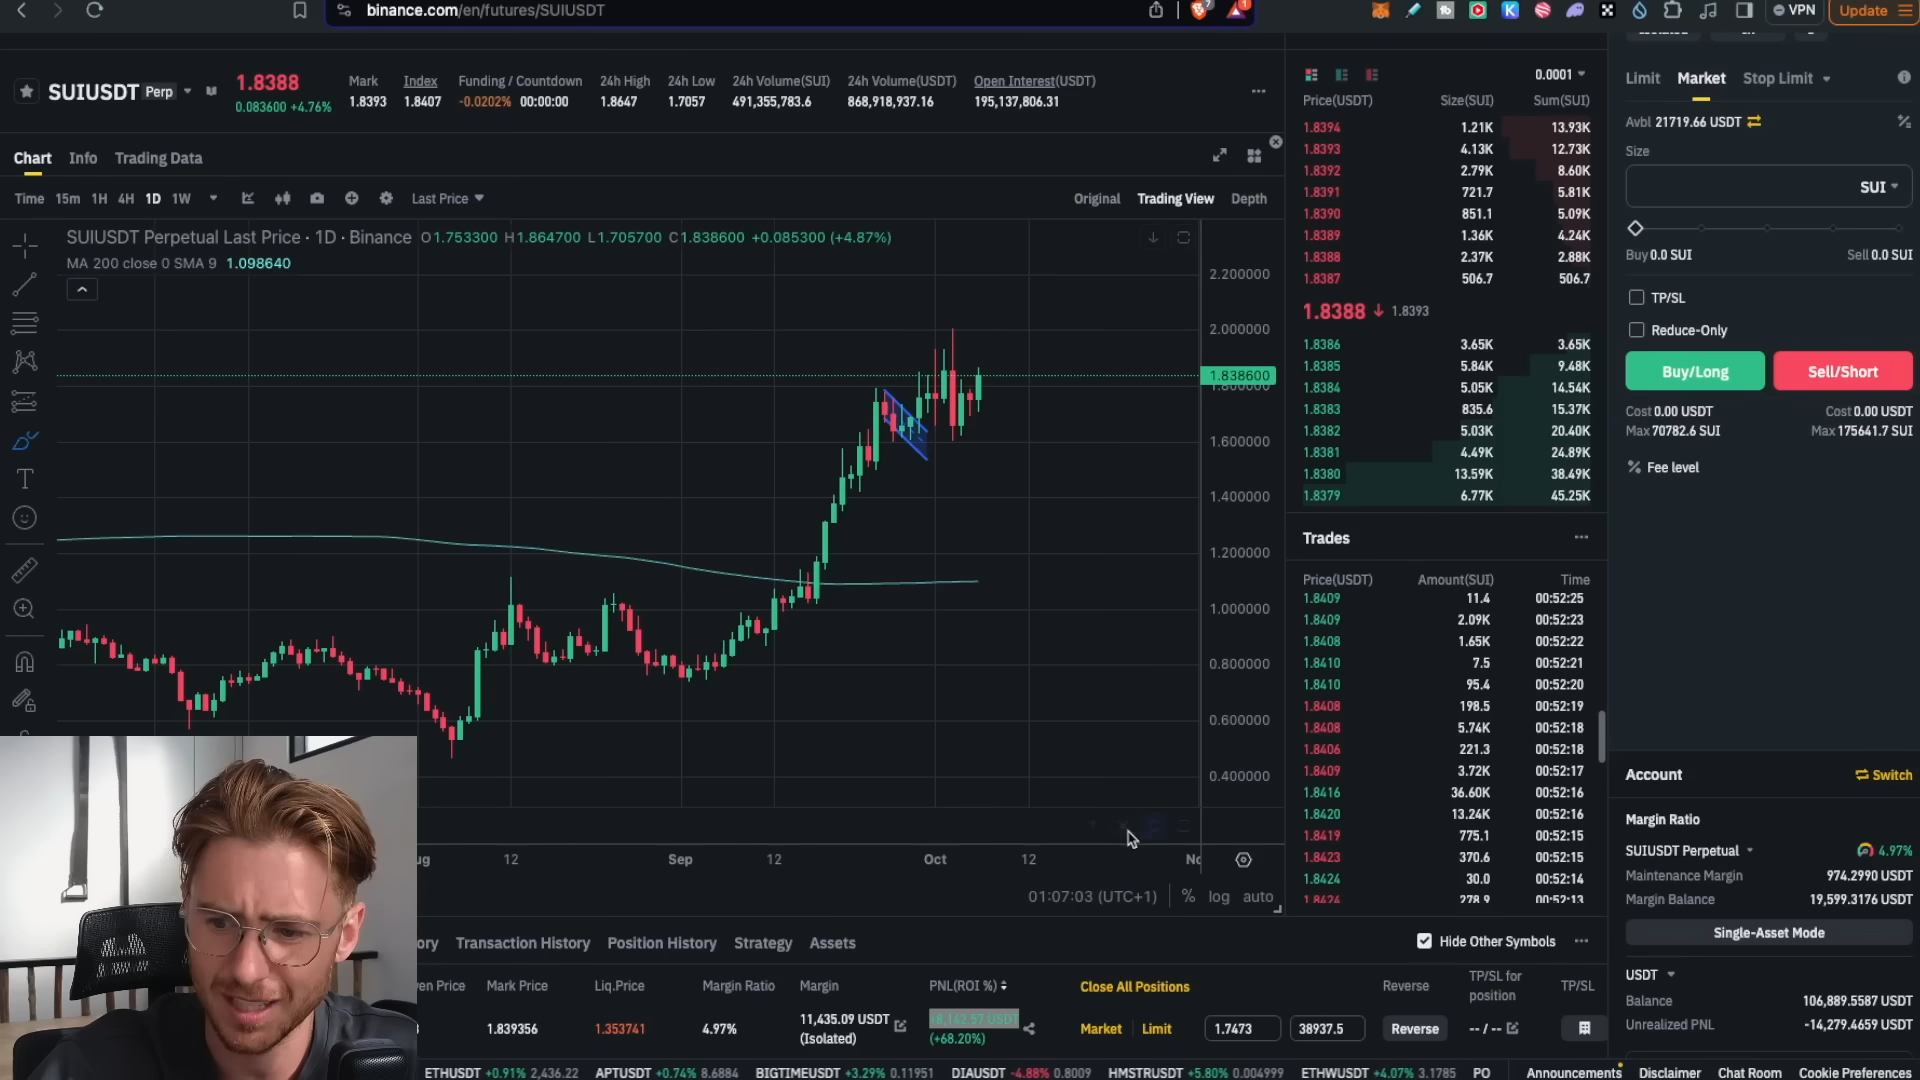 binance.com/en/futures/SUIUSDT
VPN
Update
SUIUSDT Perp
1.8388
0.083600 +4.76%
Mark
1.8393
Index
1.8407
Funding / Countdown
-0.0202% 00:00:00
24h High
1.8647
24h Low
1.7057
24h Volume(SUI)
491,355,783.6
24h Volume(USDT)
868,918,937.16
Open Interest(USDT)
195,137,806.31
Chart Info Trading Data
Time 15m 1H 4H 1D 1W Last Price Original Trading View Depth
SUIUSDT Perpetual Last Price · 1D · Binance O1.753300 H1.864700 L1.705700 C1.838600 +0.085300 (+4.87%)
MA 200 close 0 SMA 9 1.098640
2.200000
2.000000
1.838600
1.800000
1.600000
1.400000
1.200000
1.000000
0.800000
0.600000
0.400000
ug 12 Sep 12 Oct 12 No
01:07:03 (UTC+1) % log auto
0.0001
Price(USDT) Size(SUI) Sum(SUI)
1.8394 1.21K 13.93K
1.8393 4.13K 12.73K
1.8392 2.79K 8.60K
1.8391 721.7 5.81K
1.8390 851.1 5.09K
1.8389 1.36K 4.24K
1.8388 2.37K 2.88K
1.8387 506.7 506.7
1.8388 1.8393
1.8386 3.65K 3.65K
1.8385 5.84K 9.48K
1.8384 5.05K 14.54K
1.8383 835.6 15.37K
1.8382 5.03K 20.40K
1.8381 4.49K 24.89K
1.8380 13.59K 38.49K
1.8379 6.77K 45.25K
Trades
Price(USDT) Amount(SUI) Time
1.8409 11.4 00:52:25
1.8409 2.09K 00:52:23
1.8408 1.65K 00:52:22
1.8410 7.5 00:52:21
1.8410 95.4 00:52:20
1.8408 198.5 00:52:19
1.8408 5.74K 00:52:18
1.8406 221.3 00:52:18
1.8409 3.72K 00:52:17
1.8416 36.60K 00:52:16
1.8420 13.24K 00:52:16
1.8419 775.1 00:52:15
1.8423 370.6 00:52:15
1.8424 30.0 00:52:14
1.8424 278.9 00:52:13
Limit Market Stop Limit
Avbl 21719.66 USDT
Size
SUI
Buy 0.0 SUI Sell 0.0 SUI
TP/SL
Reduce-Only
Buy/Long Sell/Short
Cost 0.00 USDT Cost 0.00 USDT
Max 70782.6 SUI Max 175641.7 SUI
% Fee level
Account Switch
Margin Ratio
SUIUSDT Perpetual 4.97%
Maintenance Margin 974.2990 USDT
Margin Balance 19,599.3176 USDT
Single-Asset Mode
USDT
Balance 106,889.5587 USDT
Unrealized PNL -14,279.4659 USDT
ory Transaction History Position History Strategy Assets Hide Other Symbols
en Price Mark Price Liq.Price Margin Ratio Margin PNL(ROI %) Close All Positions Reverse TP/SL for position TP/SL
1.839356 1.353741 4.97% 11,435.09 USDT (Isolated) +8,142.57 USDT (+68.20%) Market Limit 1.7473 38937.5 Reverse -- / --
ETHUSDT +0.91% 2,436.22 APTUSDT +0.74% 8.6884 BIGTIMEUSDT +3.29% 0.11951 DIAUSDT -4.88% 0.8009 HMSTRUSDT +5.80% 0.004999 ETHWUSDT +4.07% 3.1785 PO Announcements Disclaimer Chat Room Cookie Preferences